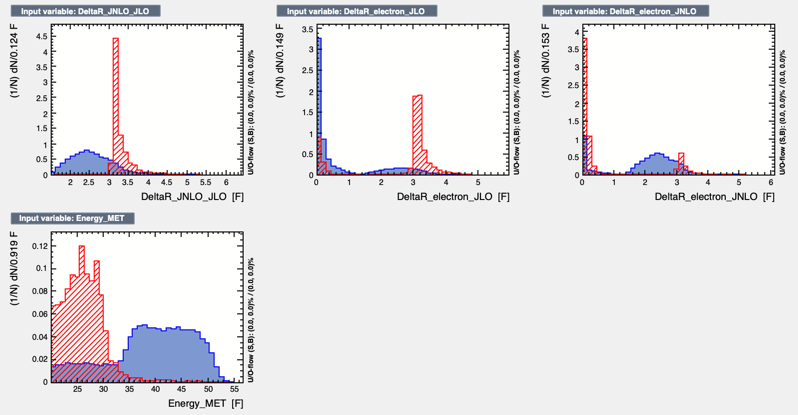 Input variable: DeltaR_JNLO_JLO
(1/N) dN/0.124 F
4.5
4
3.5
3
2.5
2
1.5
1
0.5
0
2 2.5 3 3.5 4 4.5 5 5.5 6
DeltaR_JNLO_JLO [F]
U/O-flow (S,B): (0.0, 0.0)% / (0.0, 0.0)%
Input variable: DeltaR_electron_JLO
(1/N) dN/0.149 F
3.5
3
2.5
2
1.5
1
0.5
0
0 1 2 3 4 5
DeltaR_electron_JLO [F]
U/O-flow (S,B): (0.0, 0.0)% / (0.0, 0.0)%
Input variable: DeltaR_electron_JNLO
(1/N) dN/0.153 F
4
3.5
3
2.5
2
1.5
1
0.5
0
0 1 2 3 4 5 6
DeltaR_electron_JNLO [F]
U/O-flow (S,B): (0.0, 0.0)% / (0.0, 0.0)%
Input variable: Energy_MET
(1/N) dN/0.919 F
0.12
0.1
0.08
0.06
0.04
0.02
0
25 30 35 40 45 50 55
Energy_MET [F]
U/O-flow (S,B): (0.0, 0.0)% / (0.0, 0.0)%